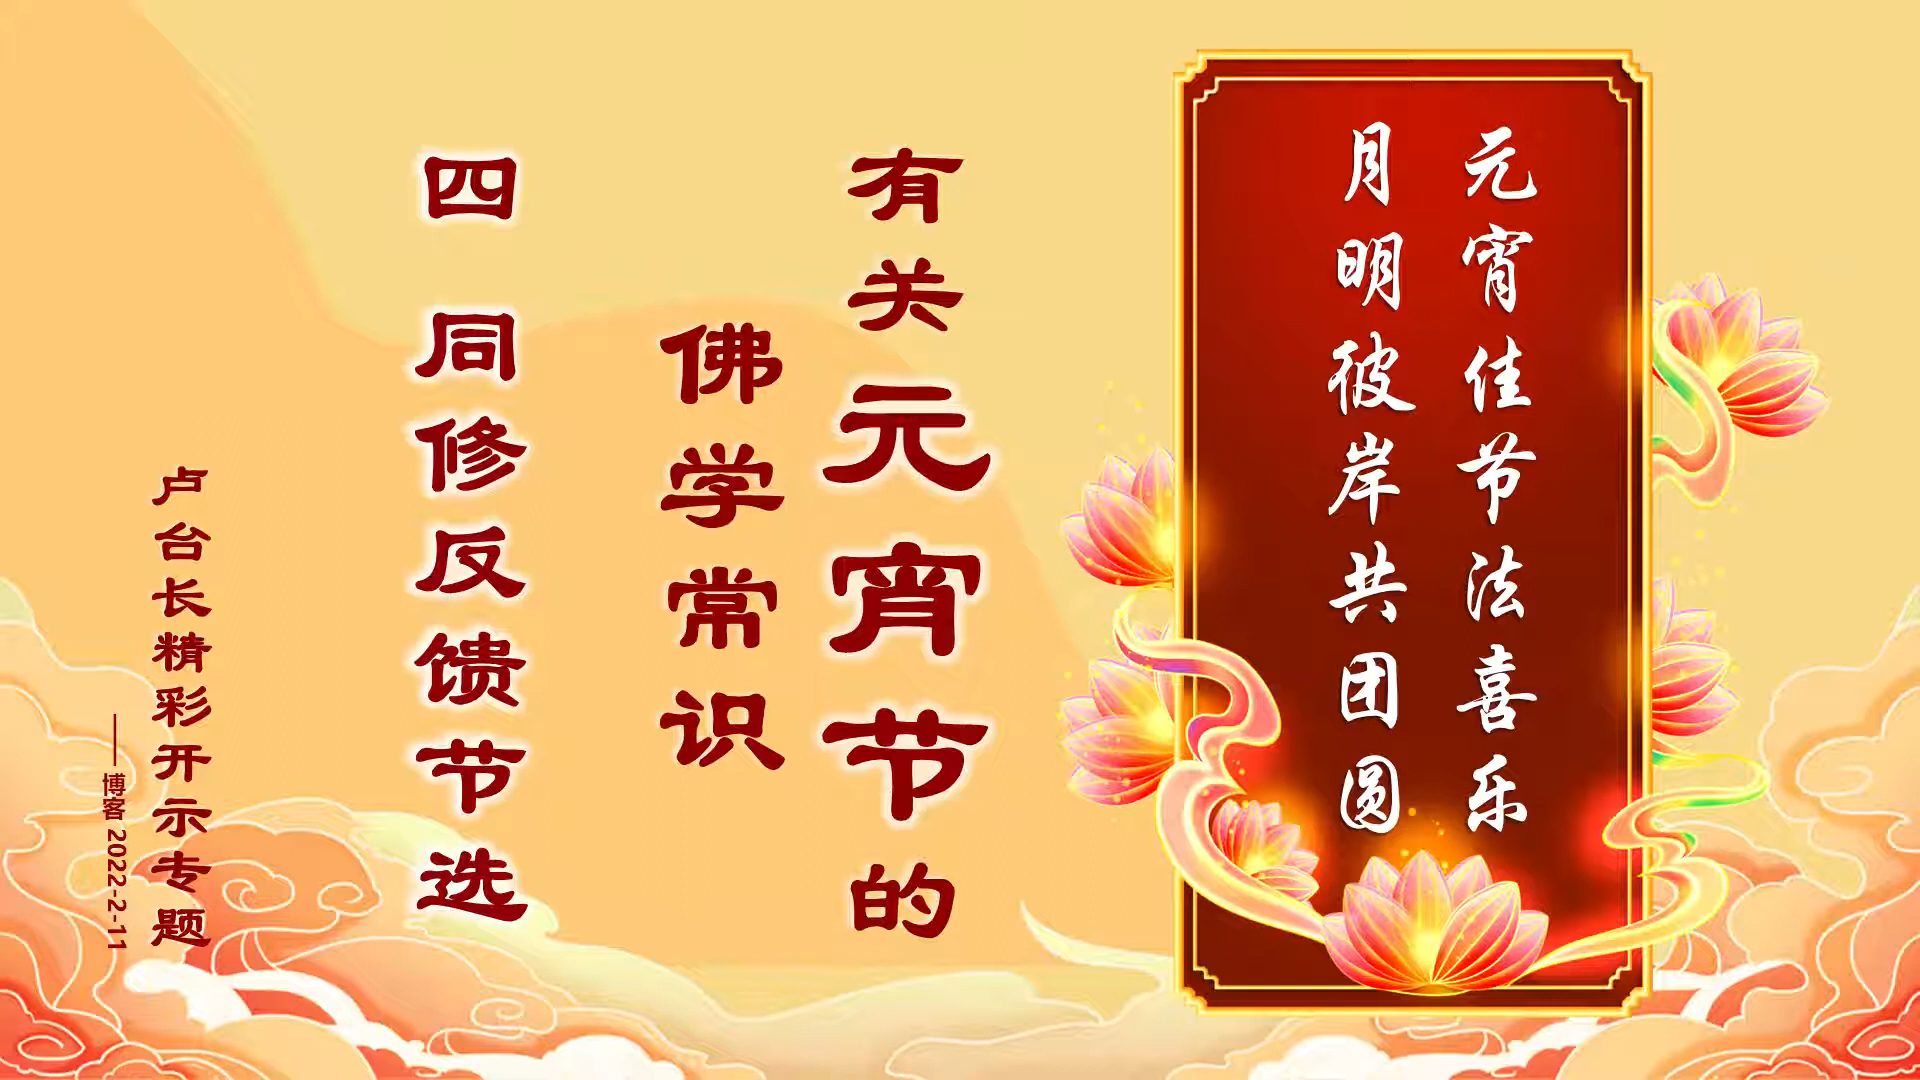 元宵佳节法喜乐
月明彼岸共团圆
有关元宵节的
佛学常识
四 同修反馈节选
卢台长精彩开示专题
——博客 2022-2-11